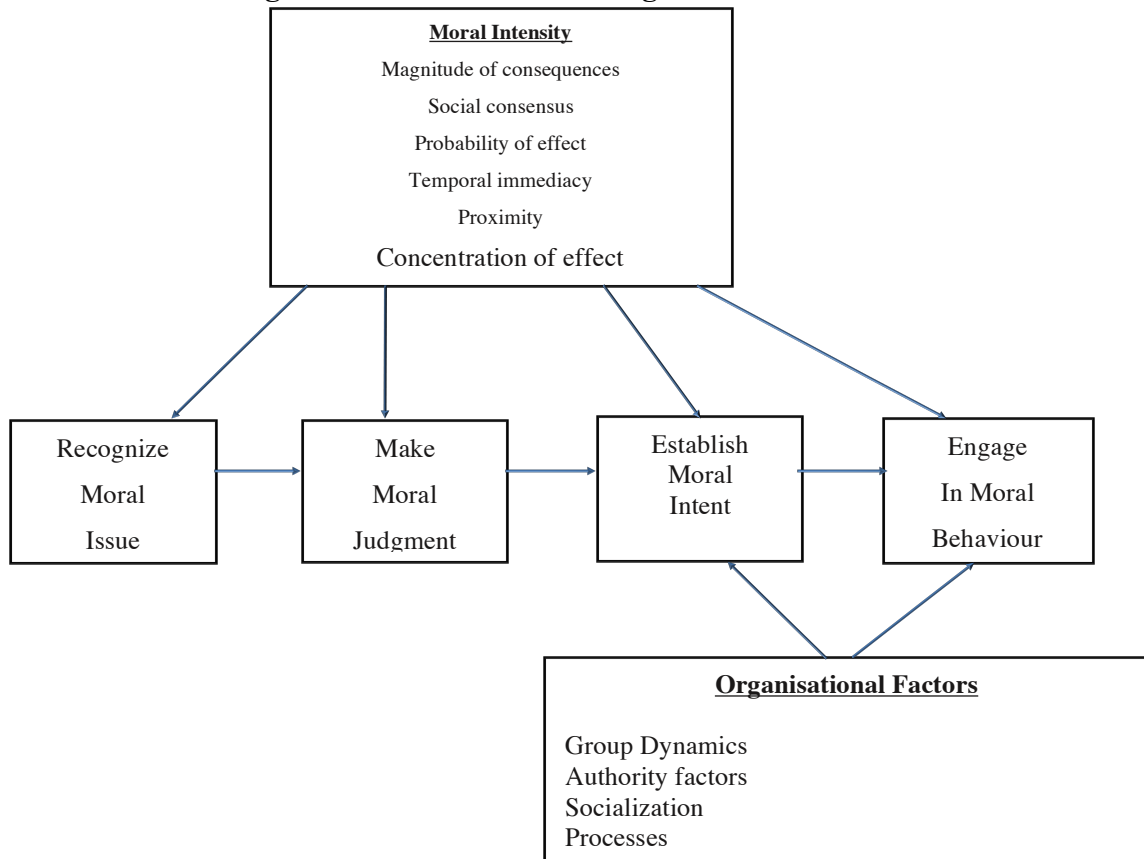 Moral Intensity
Magnitude of consequences
Social consensus
Probability of effect
Temporal immediacy
Proximity
Concentration of effect
Recognize
Moral
Issue
Make
Moral
Judgment
Establish
Moral
Intent
Engage
In Moral
Behaviour
Organisational Factors
Group Dynamics
Authority factors
Socialization
Processes